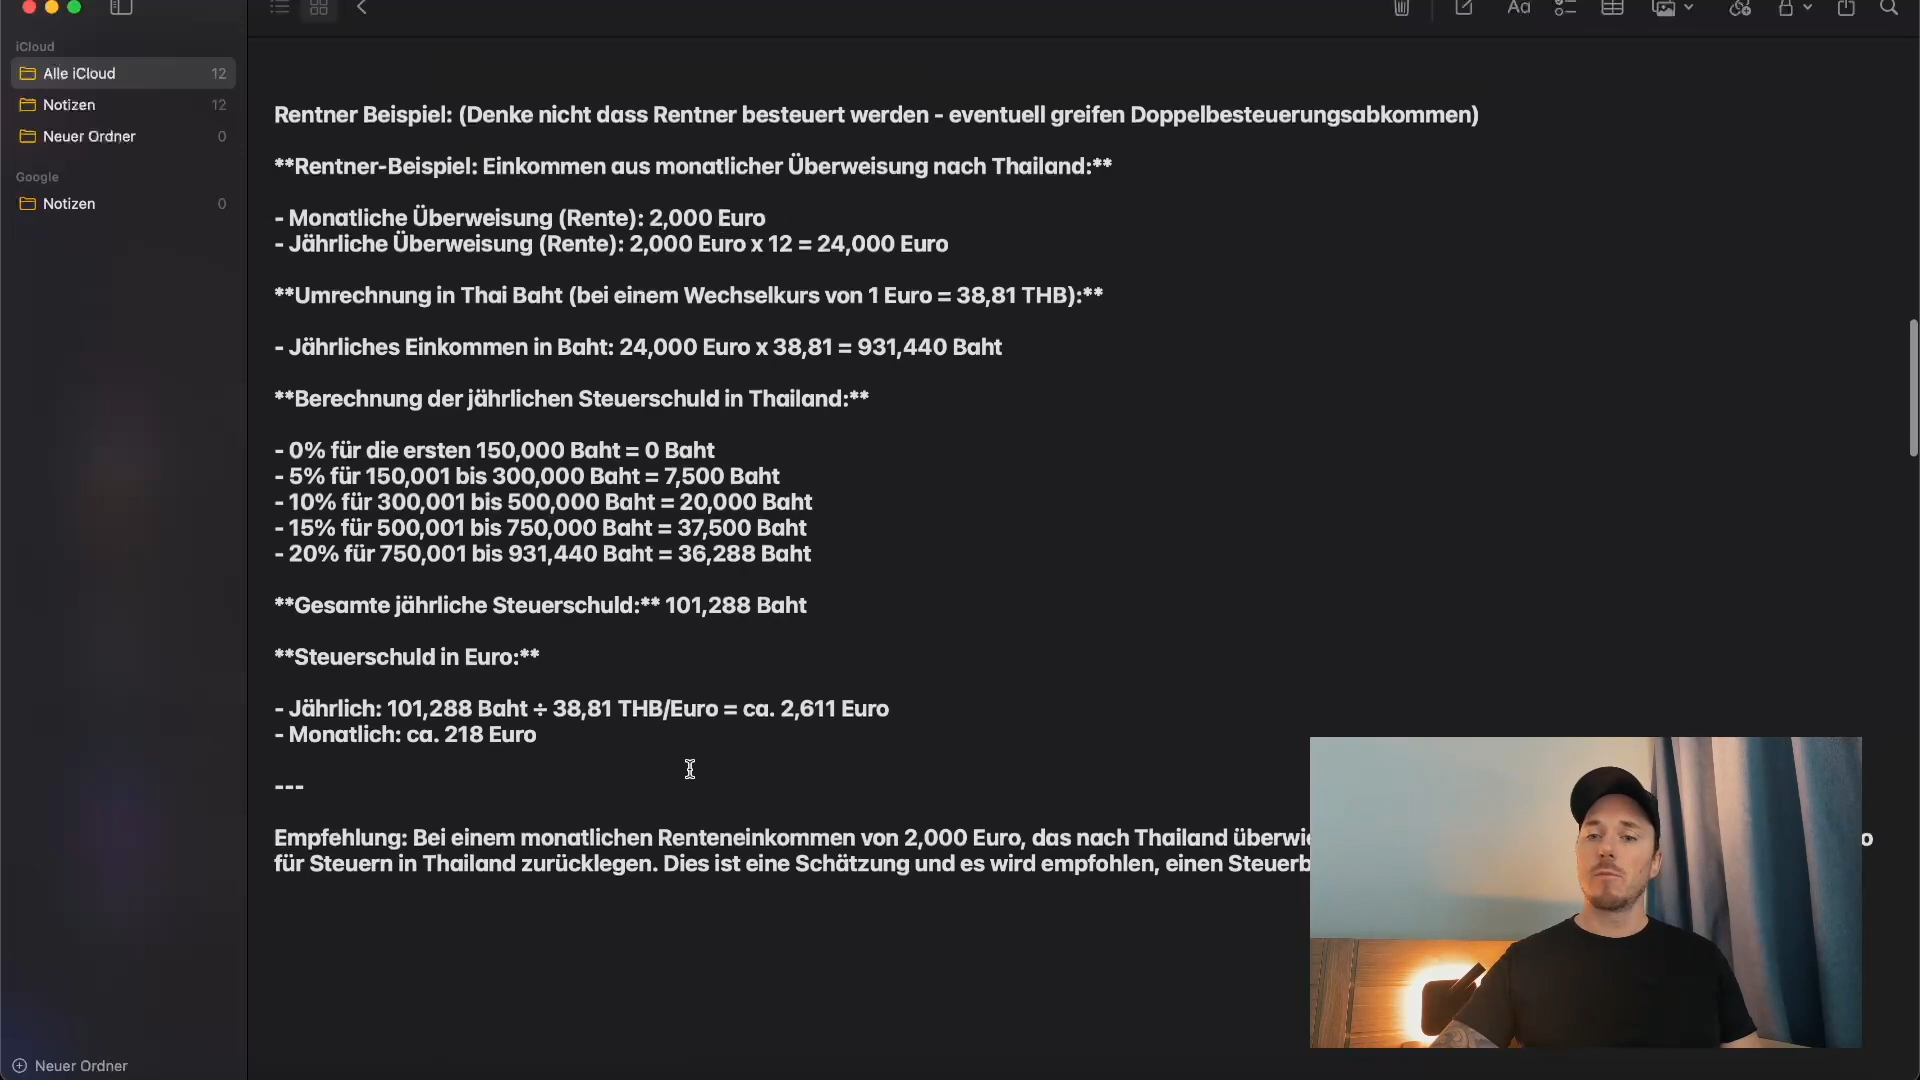 iCloud
Alle iCloud 12
Notizen 12
Neuer Ordner 0
Google
Notizen 0
Neuer Ordner
Aa
Rentner Beispiel: (Denke nicht dass Rentner besteuert werden - eventuell greifen Doppelbesteuerungsabkommen)
**Rentner-Beispiel: Einkommen aus monatlicher Überweisung nach Thailand:**
- Monatliche Überweisung (Rente): 2,000 Euro
- Jährliche Überweisung (Rente): 2,000 Euro x 12 = 24,000 Euro
**Umrechnung in Thai Baht (bei einem Wechselkurs von 1 Euro = 38,81 THB):**
- Jährliches Einkommen in Baht: 24,000 Euro x 38,81 = 931,440 Baht
**Berechnung der jährlichen Steuerschuld in Thailand:**
- 0% für die ersten 150,000 Baht = 0 Baht
- 5% für 150,001 bis 300,000 Baht = 7,500 Baht
- 10% für 300,001 bis 500,000 Baht = 20,000 Baht
- 15% für 500,001 bis 750,000 Baht = 37,500 Baht
- 20% für 750,001 bis 931,440 Baht = 36,288 Baht
**Gesamte jährliche Steuerschuld:** 101,288 Baht
**Steuerschuld in Euro:**
- Jährlich: 101,288 Baht ÷ 38,81 THB/Euro = ca. 2,611 Euro
- Monatlich: ca. 218 Euro
---
Empfehlung: Bei einem monatlichen Renteneinkommen von 2,000 Euro, das nach Thailand
für Steuern in Thailand zurücklegen. Dies ist eine Schätzung und es wird empfohlen, einen